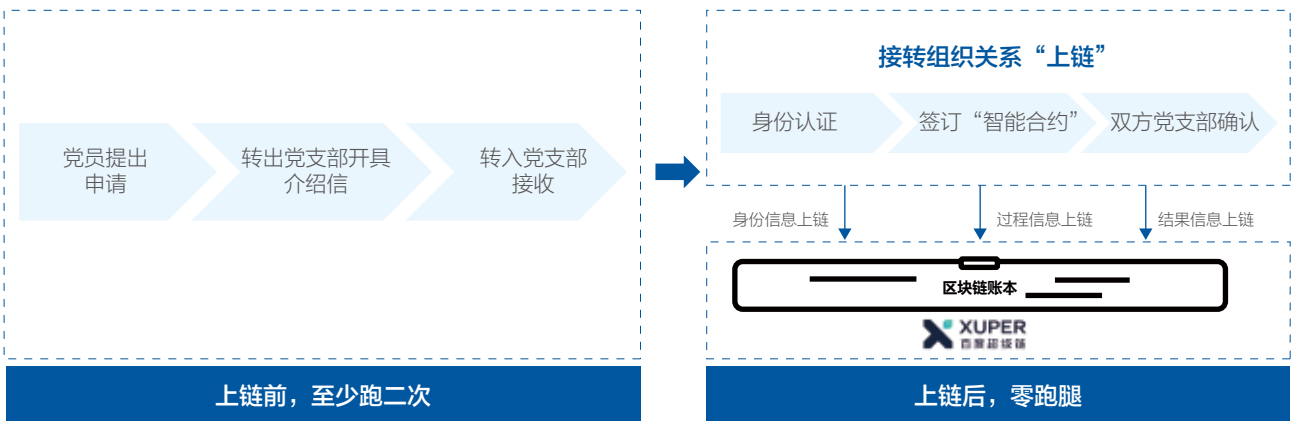 党员提出
申请
转出党支部开具
介绍信
转入党支部
接收
上链前，至少跑二次
接转组织关系“上链”
身份认证
签订“智能合约”
双方党支部确认
身份信息上链
过程信息上链
结果信息上链
区块链账本
XUPER
百度超级链
上链后，零跑腿